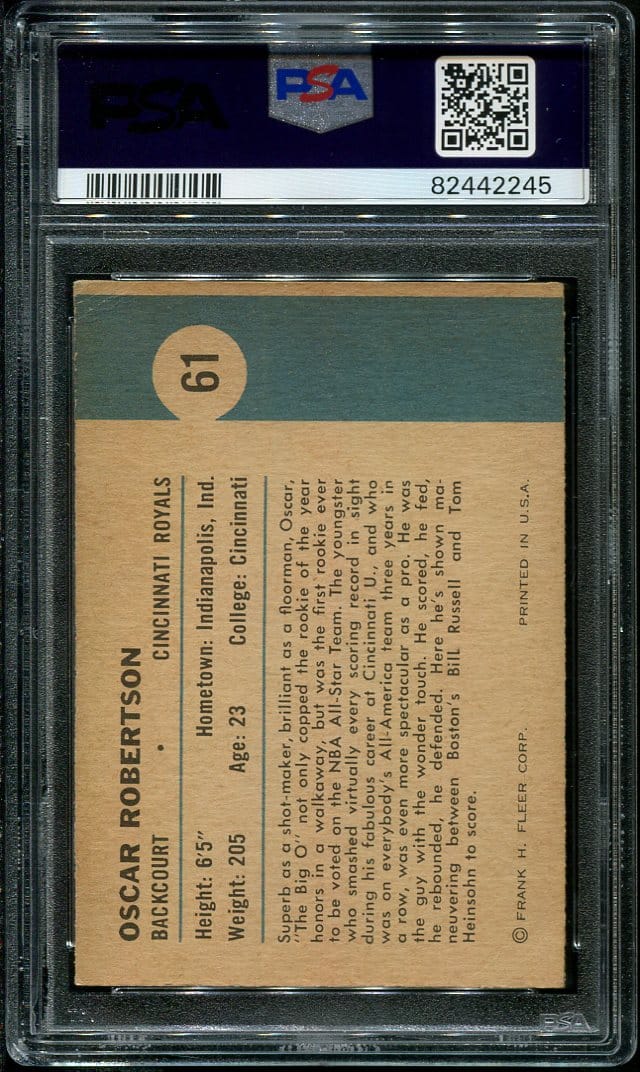 PSA
PSA
82442245
61
OSCAR ROBERTSON
BACKCOURT • CINCINNATI ROYALS
Height: 6'5" Hometown: Indianapolis, Ind.
Weight: 205 Age: 23 College: Cincinnati
Superb as a shot-maker, brilliant as a floorman, Oscar,
"The Big O" not only copped the rookie of the year
honors in a walkaway, but was the first rookie ever
to be voted on the NBA All-Star Team. The youngster
who smashed virtually every scoring record in sight
during his fabulous career at Cincinnati U., and who
was on everybody's All-America team three years in
a row, was even more spectacular as a pro. He was
the guy with the wonder touch. He scored, he fed,
he rebounded, he defended. Here he's shown ma-
neuvering between Boston's Bill Russell and Tom
Heinsohn to score.
© FRANK H. FLEER CORP. PRINTED IN U.S.A.
PSA